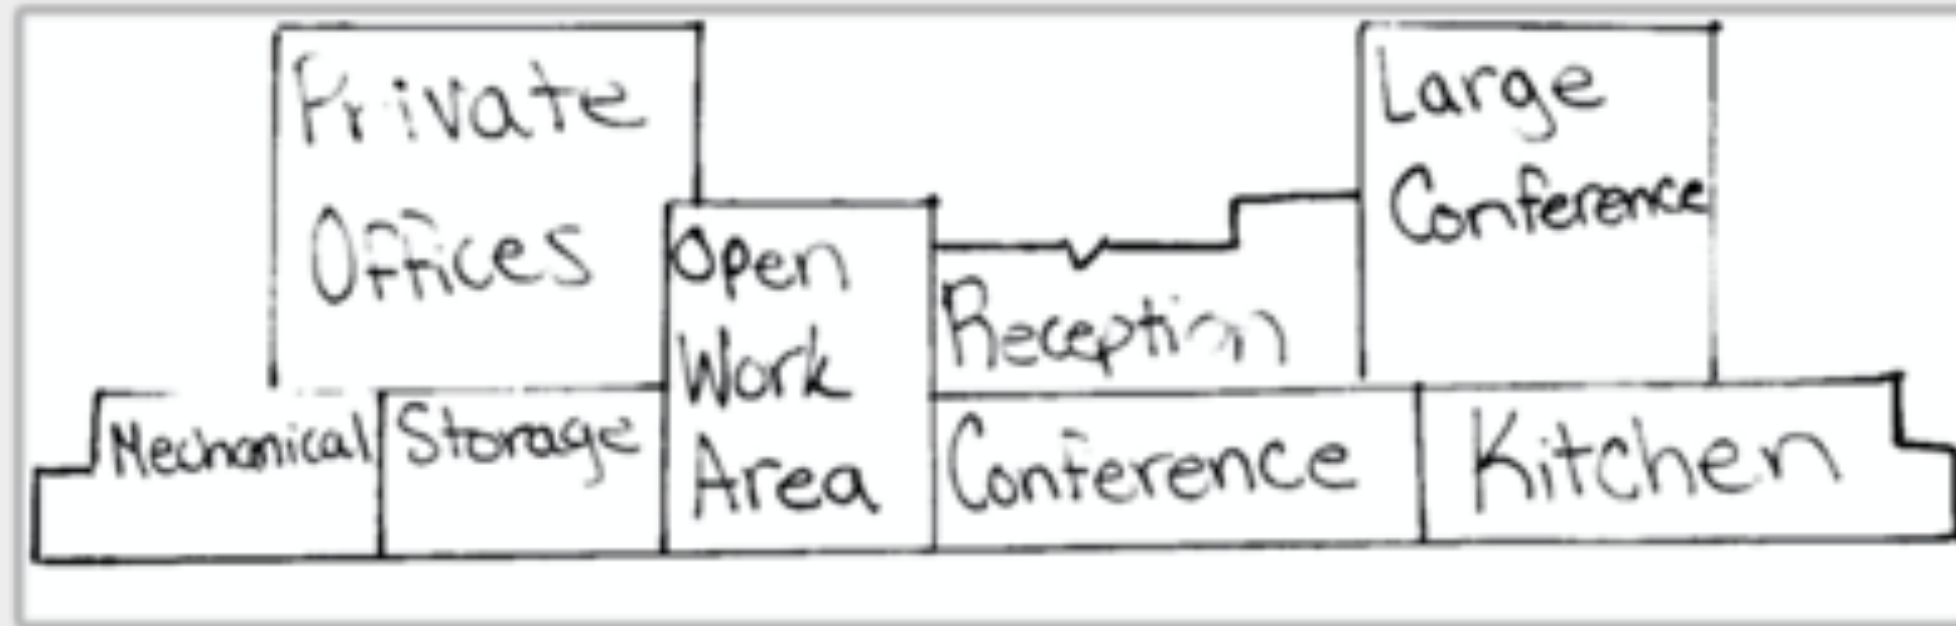 Private
Offices
Large
Conference
Open
Work
Area
Reception
Mechanical
Storage
Conference
Kitchen